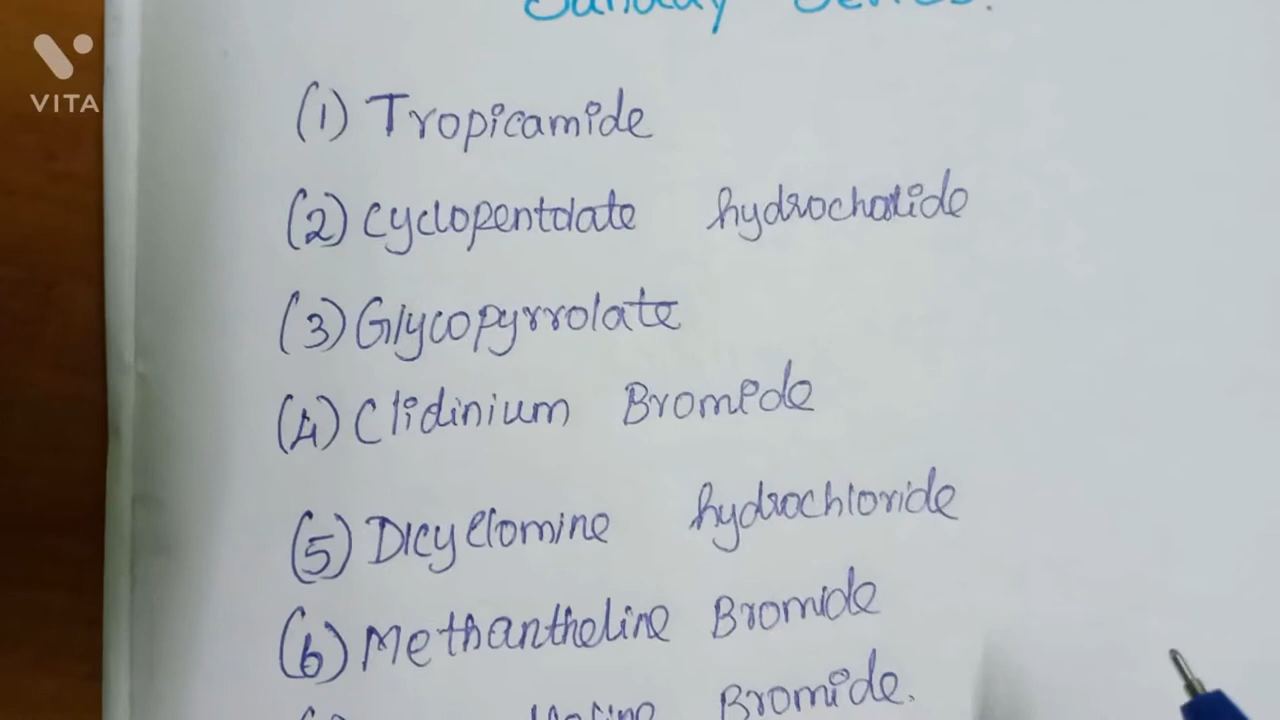 VITA
(1) Tropicamide
(2) Cyclopentolate hydrocholide
(3) Glycopyrrolate
(4) Clidinium Bromide
(5) Dicyclomine hydrochloride
(6) Methantheline Bromide
Bromide.